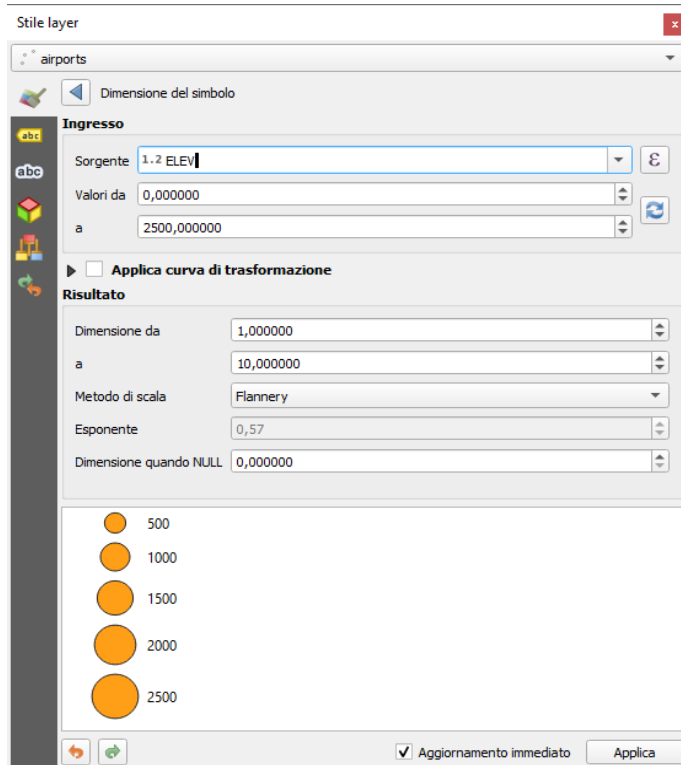 Stile layer
airports
Dimensione del simbolo
Ingresso
abc
abc
Sorgente 1.2 ELEV ε
Valori da 0,000000
a 2500,000000
Applica curva di trasformazione
Risultato
Dimensione da 1,000000
a 10,000000
Metodo di scala Flannery
Esponente 0,57
Dimensione quando NULL 0,000000
500
1000
1500
2000
2500
Aggiornamento immediato Applica